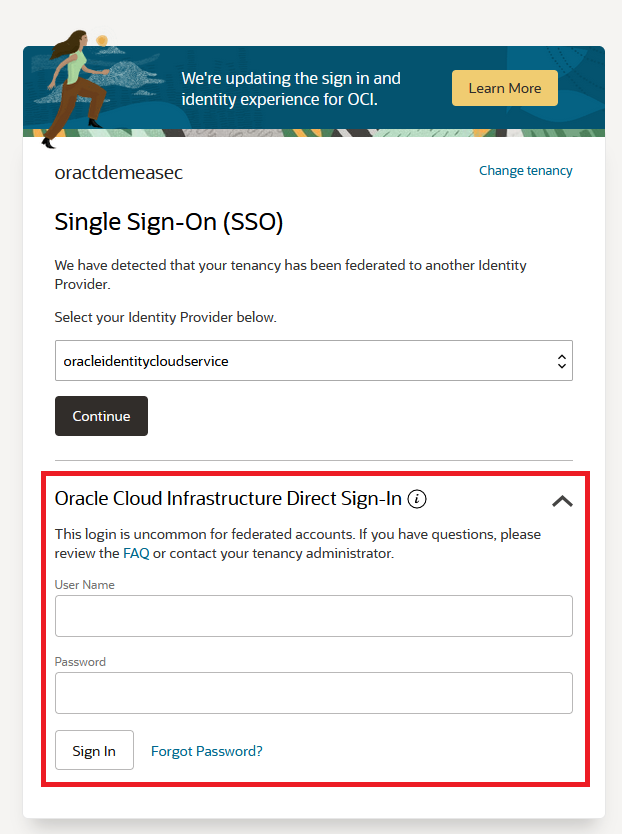 We're updating the sign in and
identity experience for OCI.
Learn More
oractdemeasec
Change tenancy
Single Sign-On (SSO)
We have detected that your tenancy has been federated to another Identity
Provider.
Select your Identity Provider below.
oracleidentitycloudservice
Continue
Oracle Cloud Infrastructure Direct Sign-In i
This login is uncommon for federated accounts. If you have questions, please
review the FAQ or contact your tenancy administrator.
User Name
Password
Sign In
Forgot Password?